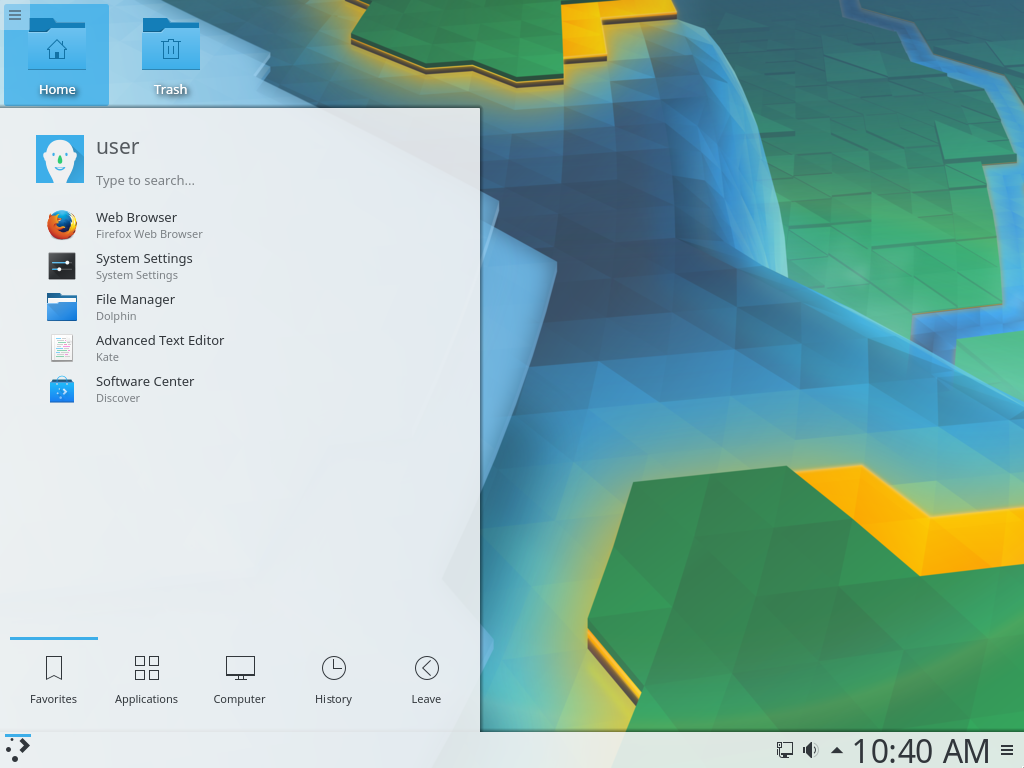 Home
Trash
user
Type to search...
Web Browser
Firefox Web Browser
System Settings
System Settings
File Manager
Dolphin
Advanced Text Editor
Kate
Software Center
Discover
Favorites
Applications
Computer
History
Leave
10:40 AM